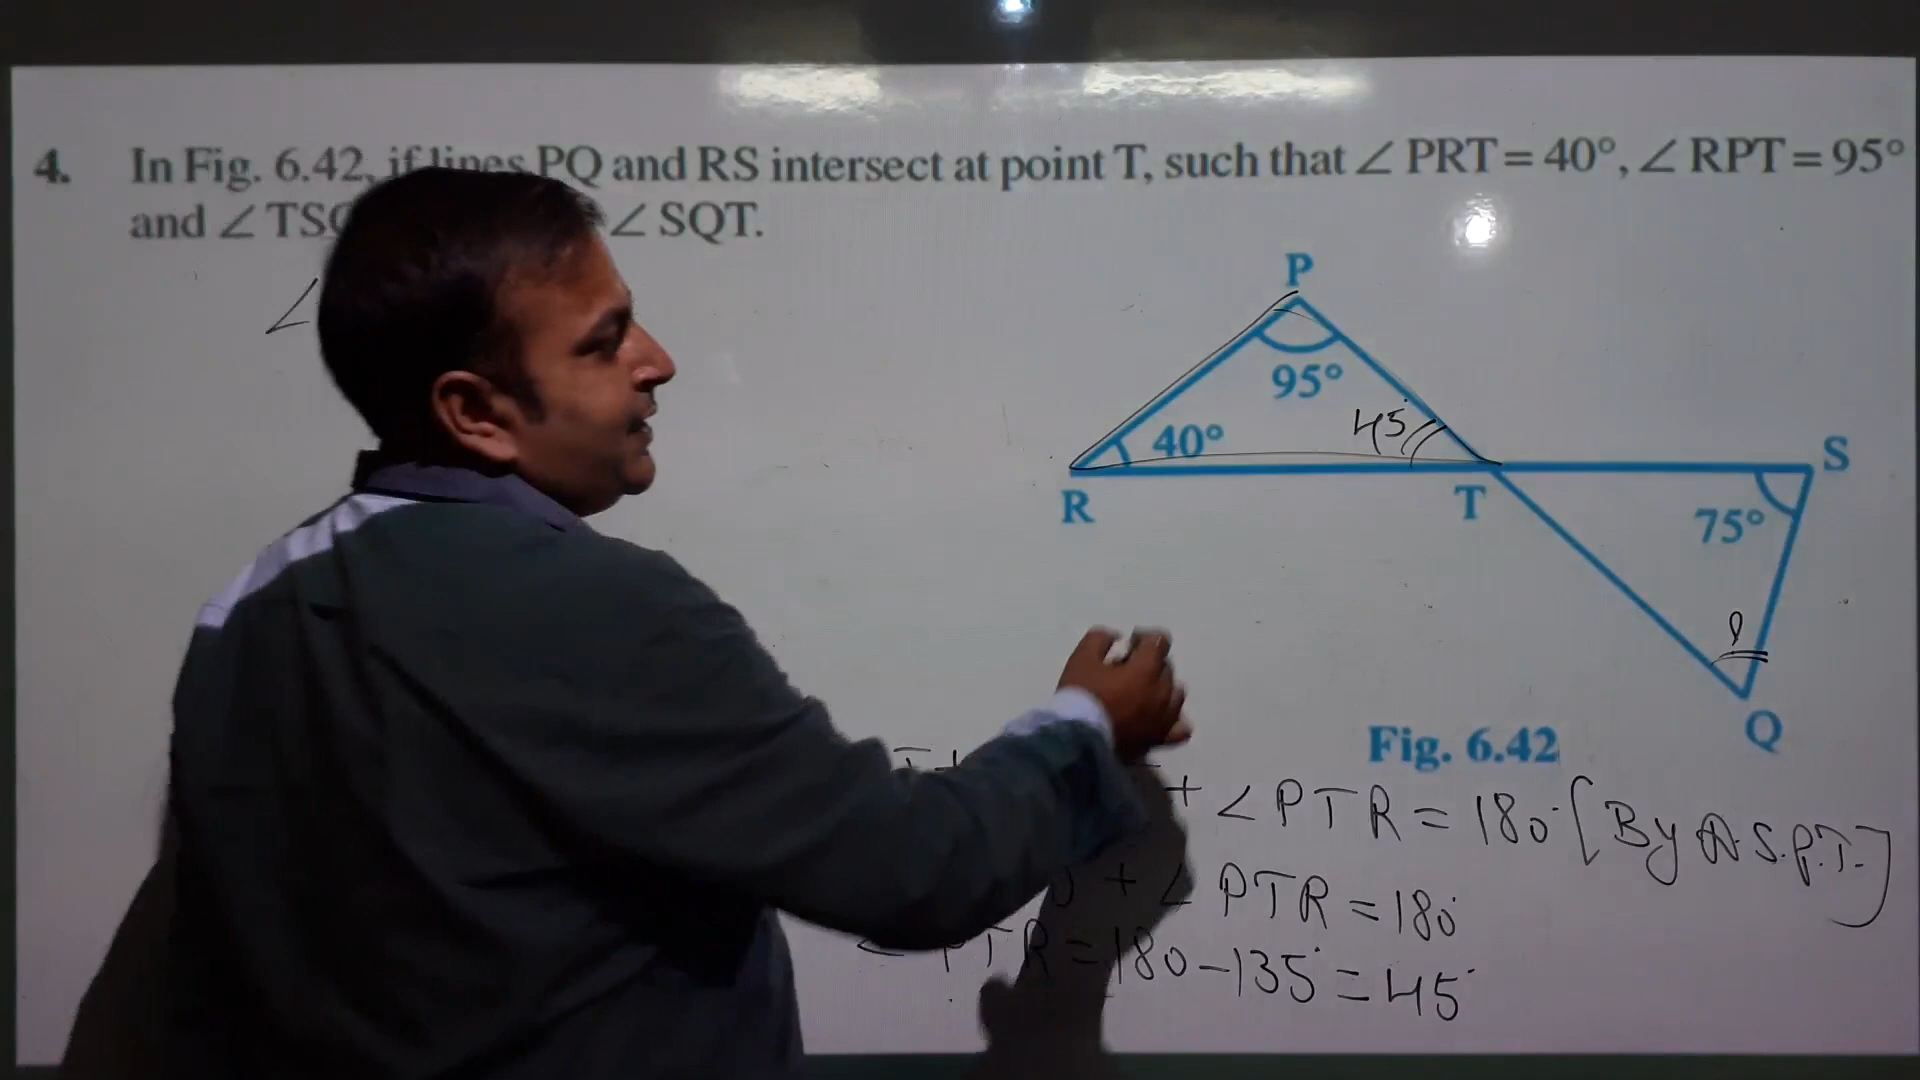 4. In Fig. 6.42, if lines PQ and RS intersect at point T, such that ∠ PRT = 40°, ∠ RPT = 95°
and ∠ TS ∠ SQT.
∠
P
95°
45°
40°
S
R
T
75°
Q
Fig. 6.42
+ ∠PTR = 180° [By A.S.P.T.]
+ ∠ PTR = 180°
∠ PTR = 180 - 135° = 45°